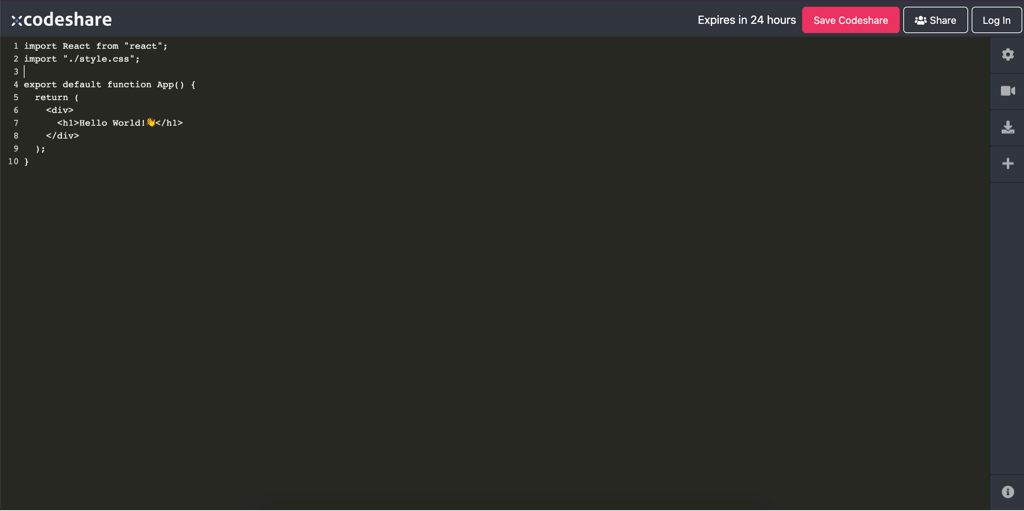 codeshare
Expires in 24 hours
Save Codeshare
Share
Log In
1 import React from "react";
2 import "./style.css";
3
4 export default function App() {
5   return (
6     <div>
7       <h1>Hello World!👋</h1>
8     </div>
9   );
10 }